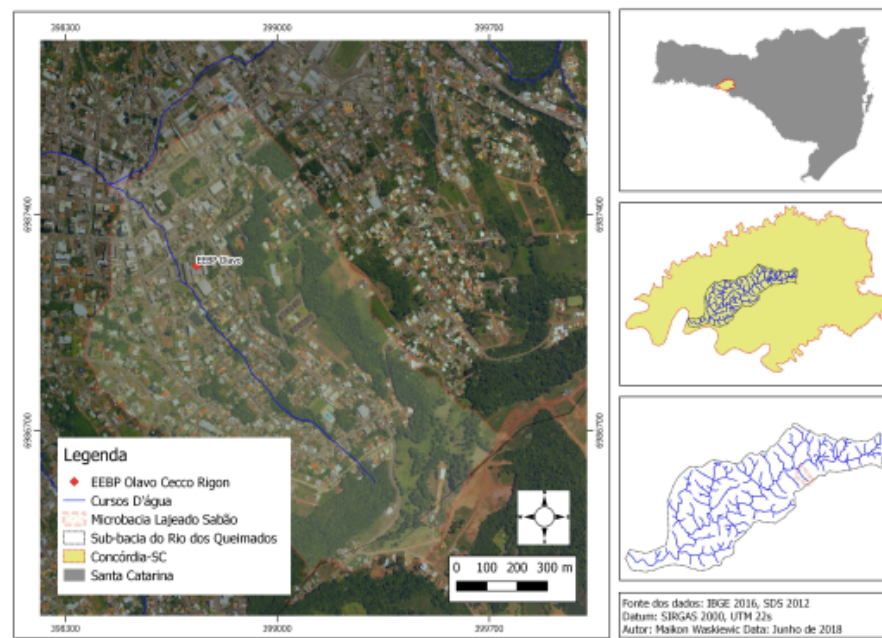 398300
399000
399700
6987400
6987400
EEBP Olavo
6986700
6986700
Legenda
EEBP Olavo Cecco Rigon
Cursos D'água
Microbacia Lajeado Sabão
Sub-bacia do Rio dos Queimados
Concórdia-SC
Santa Catarina
0 100 200 300 m
398300
399000
399700
Fonte dos dados: IBGE 2016, SDS 2012
Datum: SIRGAS 2000, UTM 22s
Autor: Maikon Waskiewic Data: Junho de 2018